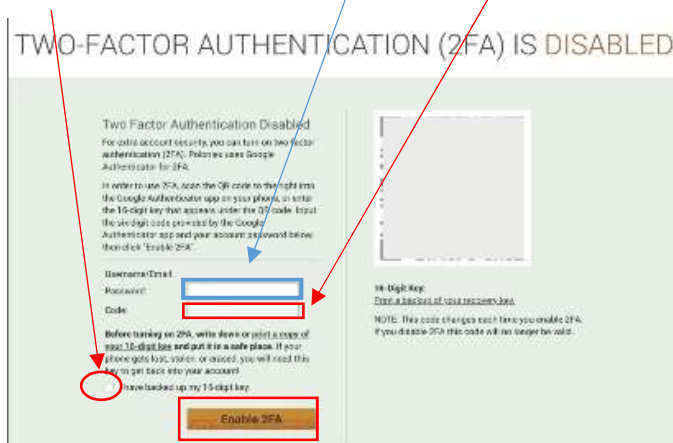 TWO-FACTOR AUTHENTICATION (2FA) IS DISABLED
Two Factor Authentication Disabled
For extra account security, you can turn on two-factor
authentication (2FA). Poloniex uses Google
Authenticator for 2FA.
In order to use 2FA, scan the QR code to the right into
the Google Authenticator app on your phone, or enter
the 16-digit key that appears under the QR code. Input
the six-digit code provided by the Google
Authenticator app and your account password below,
then click "Enable 2FA"
Username/Email:
Password:
Code:
Before turning on 2FA, write down or print a copy of
your 16-digit key and put it in a safe place. If your
phone gets lost, stolen, or erased, you will need this
key to get back into your account!
I have backed up my 16-digit key.
Enable 2FA
16-Digit Key:
Print a backup of your recovery key.
NOTE: This code changes each time you enable 2FA.
If you disable 2FA this code will no longer be valid.